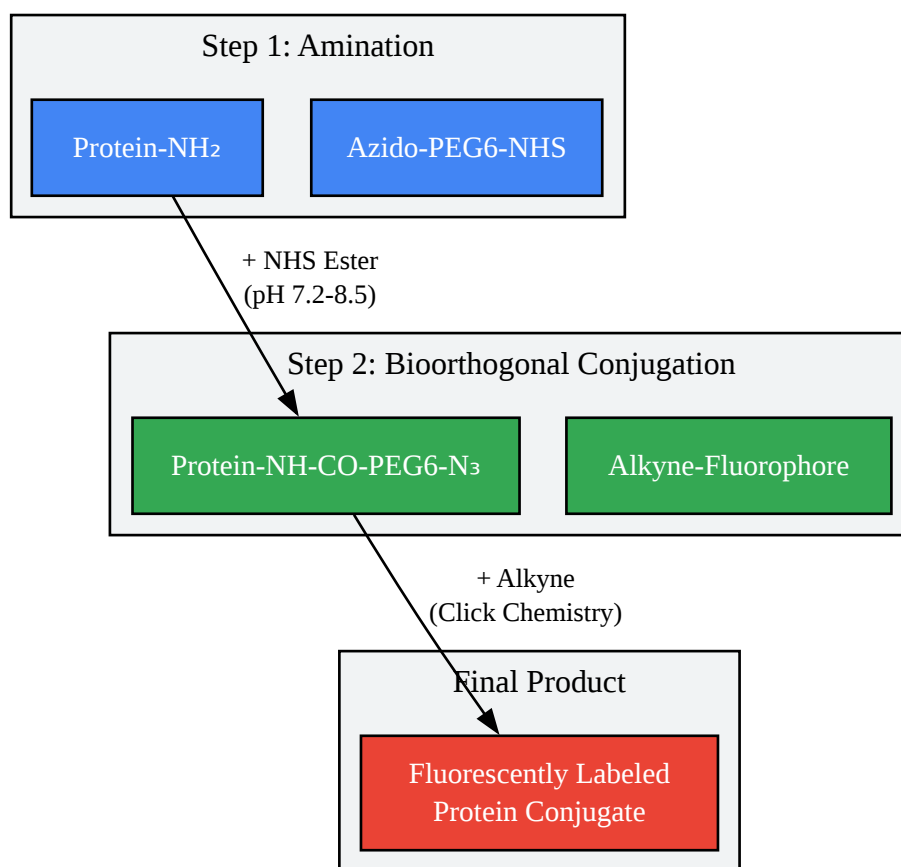 Step 1: Amination
Protein-NH₂
Azido-PEG6-NHS
+ NHS Ester
(pH 7.2-8.5)
Step 2: Bioorthogonal Conjugation
Protein-NH-CO-PEG6-N₃
Alkyne-Fluorophore
+ Alkyne
(Click Chemistry)
Final Product
Fluorescently Labeled
Protein Conjugate